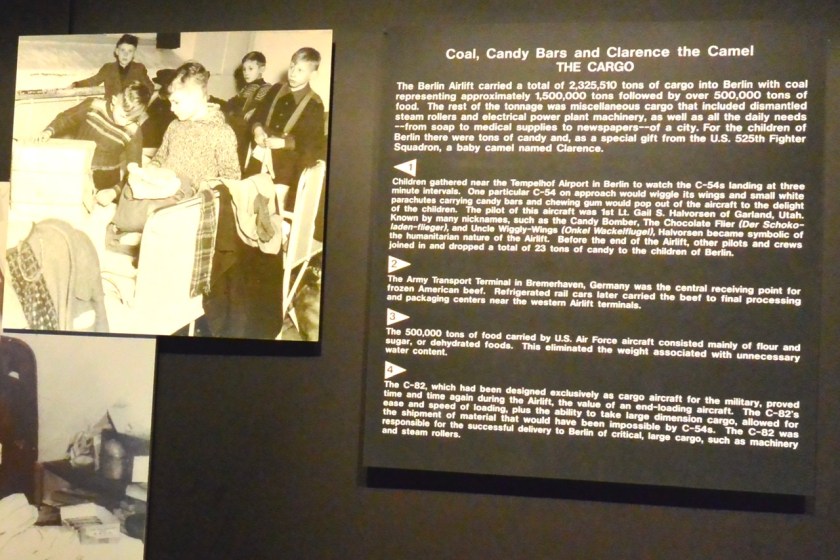 Coal, Candy Bars and Clarence the Camel
THE CARGO
The Berlin Airlift carried a total of 2,325,510 tons of cargo into Berlin with coal
representing approximately 1,500,000 tons followed by over 500,000 tons of
food. The rest of the tonnage was miscellaneous cargo that included dismantled
steam rollers and electrical power plant machinery, as well as all the daily needs
--from soap to medical supplies to newspapers--of a city. For the children of
Berlin there were tons of candy and, as a special gift from the U.S. 525th Fighter
Squadron, a baby camel named Clarence.
1
Children gathered near the Tempelhof Airport in Berlin to watch the C-54s landing at three
minute intervals. One particular C-54 on approach would wiggle its wings and small white
parachutes carrying candy bars and chewing gum would pop out of the aircraft to the delight
of the children. The pilot of this aircraft was 1st Lt. Gail S. Halvorsen of Garland, Utah.
Known by many nicknames, such as the Candy Bomber, The Chocolate Flier (Der Schoko-
laden-flieger), and Uncle Wiggly-Wings (Onkel Wackelflugel), Halvorsen became symbolic of
the humanitarian nature of the Airlift. Before the end of the Airlift, other pilots and crews
joined in and dropped a total of 23 tons of candy to the children of Berlin.
2
The Army Transport Terminal in Bremerhaven, Germany was the central receiving point for
frozen American beef. Refrigerated rail cars later carried the beef to final processing
and packaging centers near the western Airlift terminals.
3
The 500,000 tons of food carried by U.S. Air Force aircraft consisted mainly of flour and
sugar, or dehydrated foods. This eliminated the weight associated with unnecessary
water content.
4
The C-82, which had been designed exclusively as cargo aircraft for the military, proved
time and time again during the Airlift, the value of an end-loading aircraft. The C-82's
ease and speed of loading, plus the ability to take large dimension cargo, allowed for
the shipment of material that would have been impossible by C-54s. The C-82 was
responsible for the successful delivery to Berlin of critical, large cargo, such as machinery
and steam rollers.